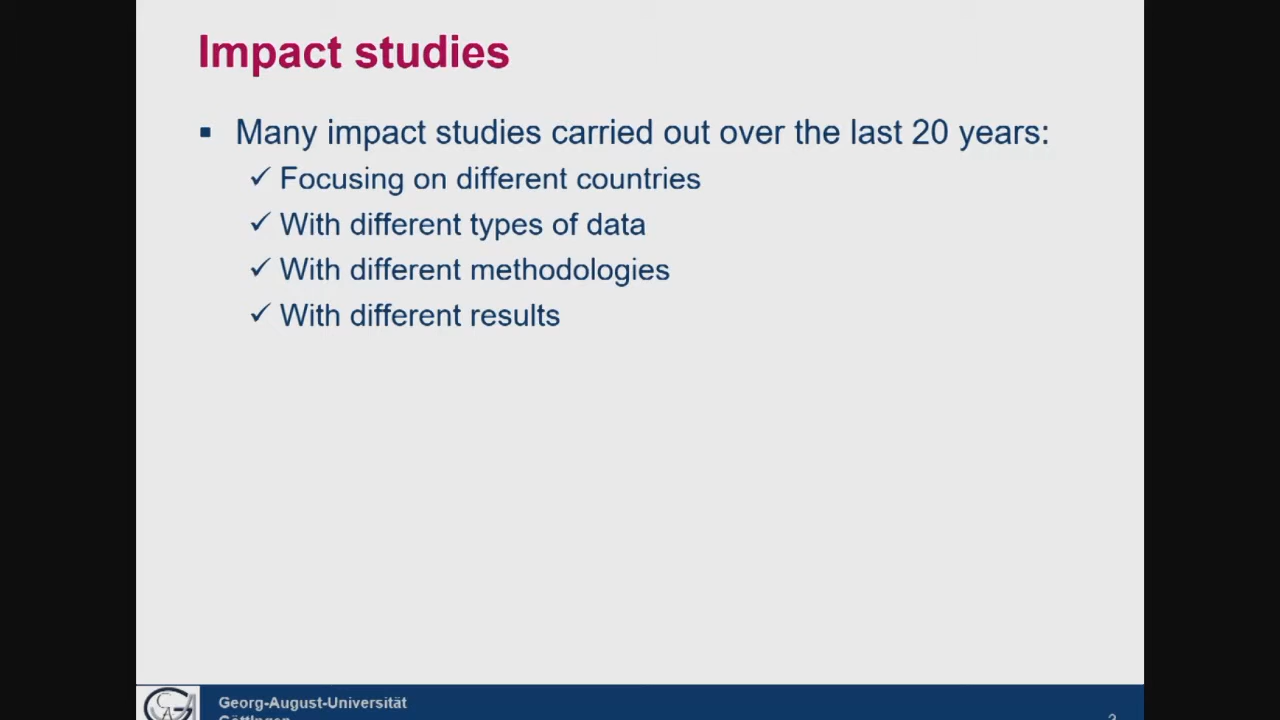 Impact studies
▪ Many impact studies carried out over the last 20 years:
✓ Focusing on different countries
✓ With different types of data
✓ With different methodologies
✓ With different results
Georg-August-Universität